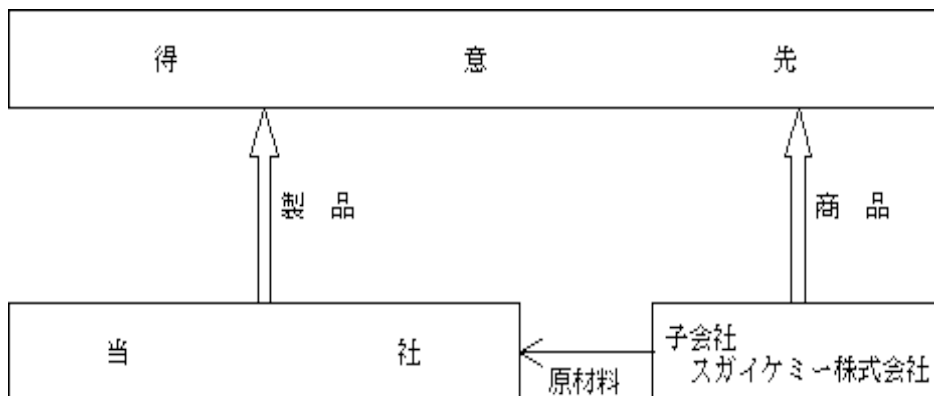 得意先
製品
商品
当社
子会社
スガイケミー株式会社
原材料